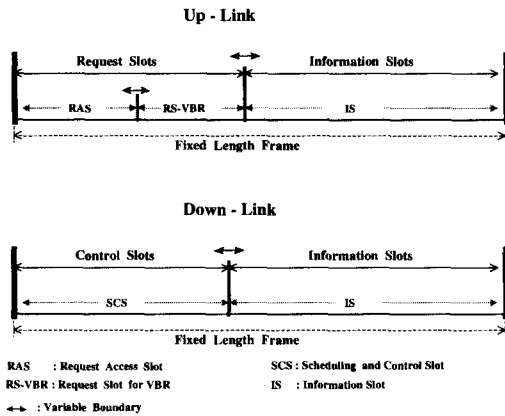 Up - Link
Request Slots Information Slots
RAS RS-VBR IS
Fixed Length Frame
Down - Link
Control Slots Information Slots
SCS IS
Fixed Length Frame
RAS : Request Access Slot SCS : Scheduling and Control Slot
RS-VBR : Request Slot for VBR IS : Information Slot
: Variable Boundary